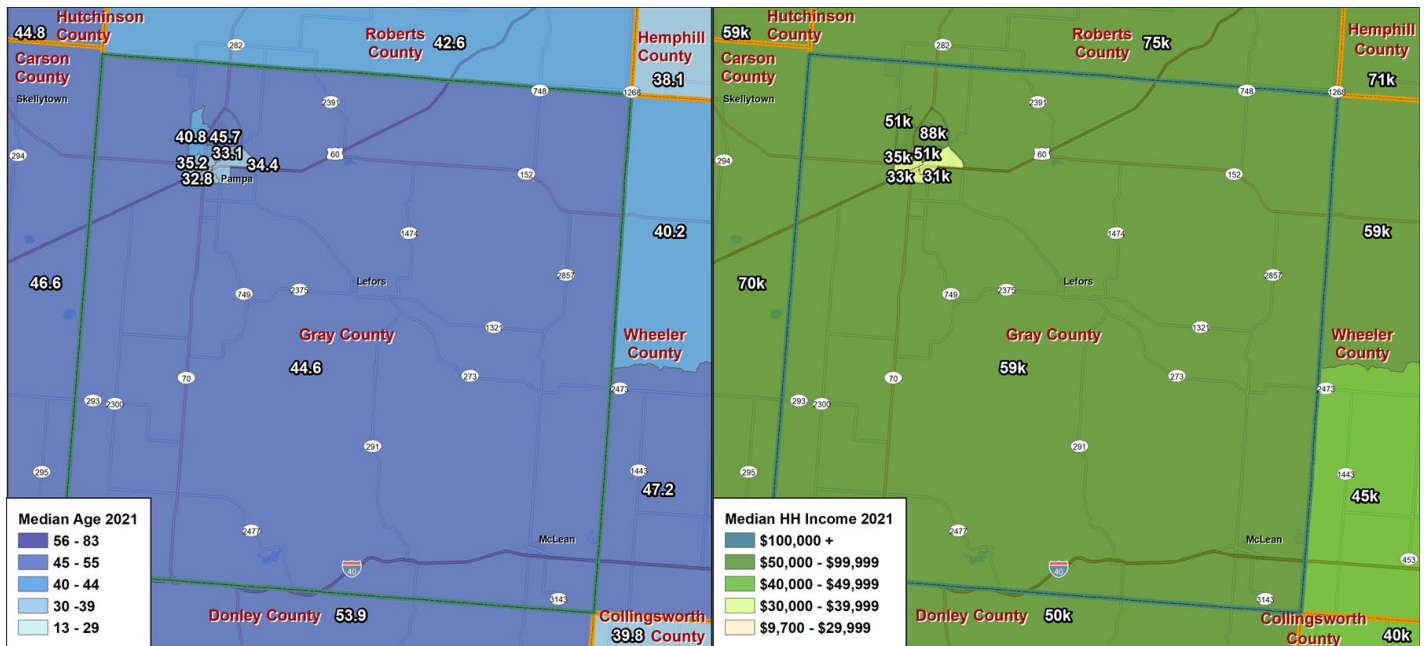 Hutchinson
County
44.8
Roberts
County
42.6
282
Hemphill
County
38.1
Carson
County
Skellytown
2391
748
1268
40.8
45.7
33.1
35.2
34.4
32.8
Pampa
60
294
152
1474
40.2
46.6
Lefors
2857
749
2375
1321
Gray County
44.6
Wheeler
County
70
273
2473
293
2300
291
295
1443
47.2
2477
McLean
40
3143
Donley County
53.9
Collingsworth
County
39.8
Median Age 2021
56 - 83
45 - 55
40 - 44
30 - 39
13 - 29
59k
Hutchinson
County
Roberts
County
75k
282
Hemphill
County
71k
Carson
County
Skellytown
2391
748
1268
51k
88k
35k
51k
33k
31k
60
294
152
1474
59k
70k
Lefors
2857
749
2375
1321
Gray County
59k
Wheeler
County
70
273
2473
293
2300
291
295
1443
45k
2477
McLean
453
40
3143
Donley County
50k
Collingsworth
County
40k
Median HH Income 2021
$100,000 +
$50,000 - $99,999
$40,000 - $49,999
$30,000 - $39,999
$9,700 - $29,999